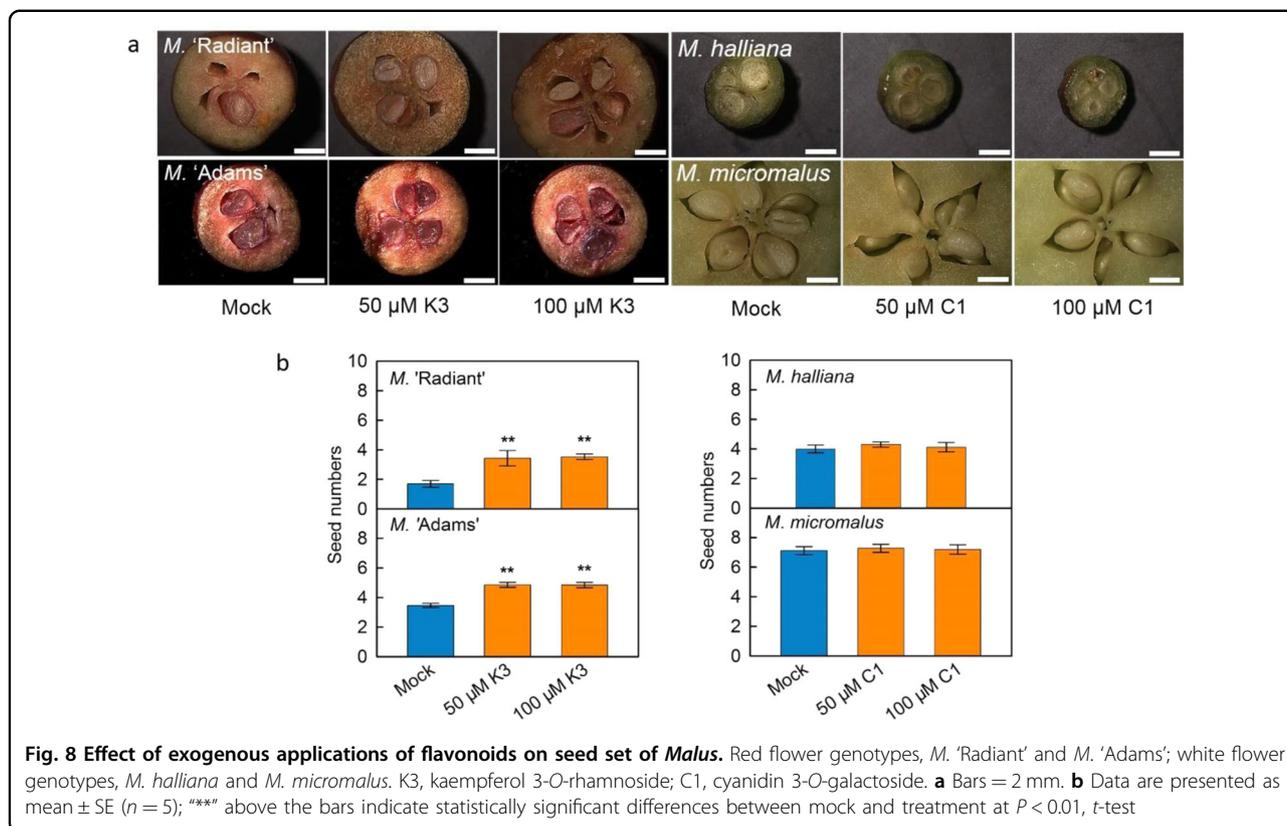 a
M. 'Radiant'
M. halliana
M. 'Adams'
M. micromalus
Mock
50 µM K3
100 µM K3
Mock
50 µM C1
100 µM C1
b
10
8
6
4
2
0
M. 'Radiant'
**
**
8
6
4
2
0
M. 'Adams'
**
**
Seed numbers
Mock
50 µM K3
100 µM K3
10
8
6
4
2
0
M. halliana
8
6
4
2
0
M. micromalus
Seed numbers
Mock
50 µM C1
100 µM C1
Fig. 8 Effect of exogenous applications of flavonoids on seed set of Malus. Red flower genotypes, M. 'Radiant' and M. 'Adams'; white flower
genotypes, M. halliana and M. micromalus. K3, kaempferol 3-O-rhamnoside; C1, cyanidin 3-O-galactoside. a Bars = 2 mm. b Data are presented as
mean ± SE (n = 5); "**" above the bars indicate statistically significant differences between mock and treatment at P < 0.01, t-test